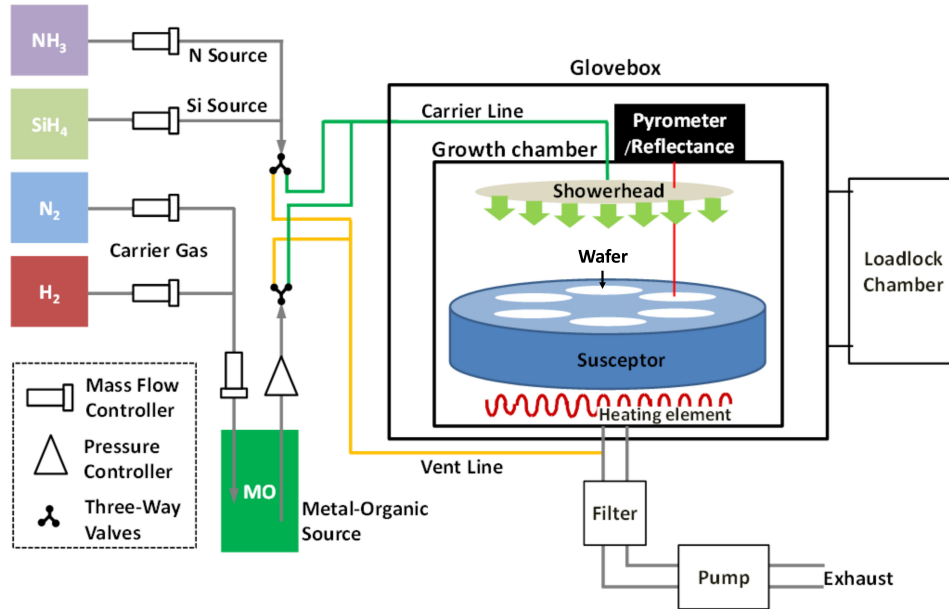 NH3
N Source
SiH4
Si Source
N2
Carrier Gas
H2
Mass Flow
Controller
Pressure
Controller
Three-Way
Valves
MO
Metal-Organic
Source
Glovebox
Carrier Line
Pyrometer
/Reflectance
Growth chamber
Showerhead
Wafer
Susceptor
Heating element
Vent Line
Loadlock
Chamber
Filter
Pump
Exhaust